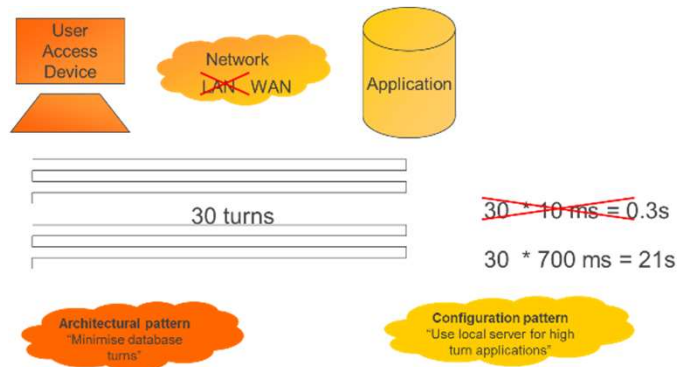 User
Access
Device
Network
LAN WAN
Application
30 turns
30 * 10 ms = 0.3s
30 * 700 ms = 21s
Architectural pattern
“Minimise database
turns”
Configuration pattern
“Use local server for high
turn applications”